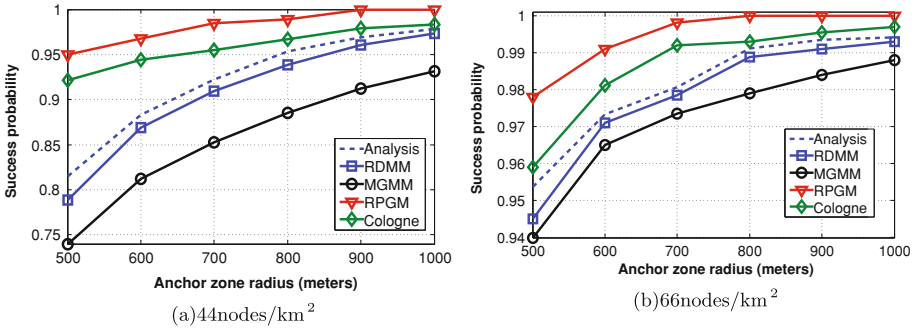 1
0.95
0.9
0.85
0.8
0.75
Success probability
500 600 700 800 900 1000
Anchor zone radius (meters)
Analysis
RDMM
MGMM
RPGM
Cologne
(a)44nodes/km²
1
0.99
0.98
0.97
0.96
0.95
0.94
Success probability
500 600 700 800 900 1000
Anchor zone radius (meters)
Analysis
RDMM
MGMM
RPGM
Cologne
(b)66nodes/km²